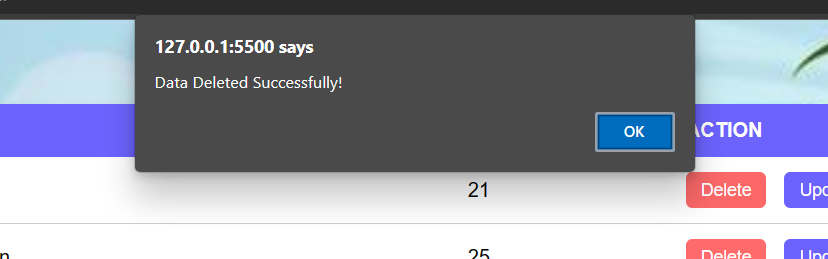 127.0.0.1:5500 says
Data Deleted Successfully!
OK
ACTION
21 Delete
25 Delete